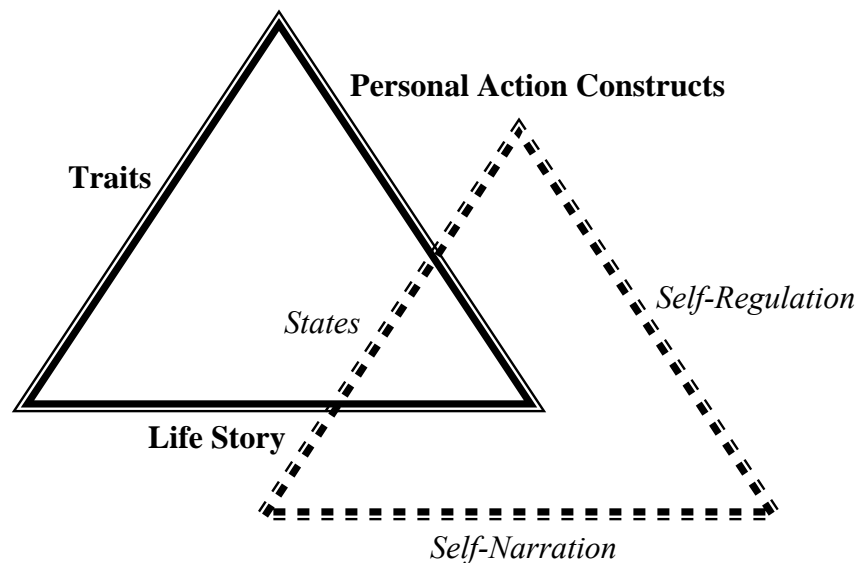 Personal Action Constructs
Traits
States
Self-Regulation
Life Story
Self-Narration